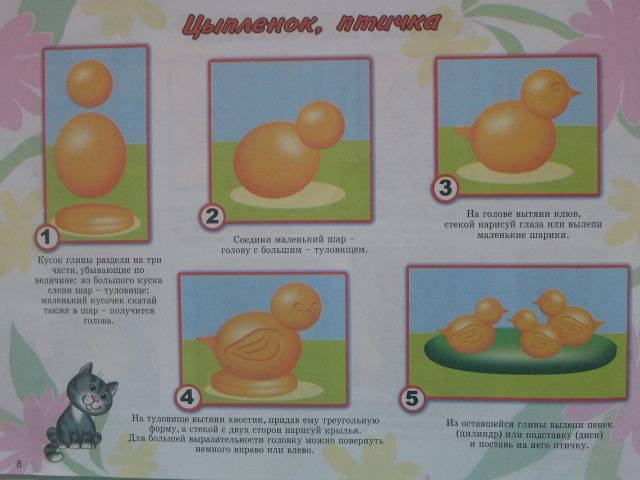 Цыпленок, птичка
1
Кусок глины раздели на три
части, убывающие по
величине: из большого куска
слепи шар – туловище;
маленький кусочек скатай
также в шар – получится
голова.
2
Соедини маленький шар –
голову с большим – туловищем.
3
На голове вытяни клюв,
стекой нарисуй глаза или вылепи
маленькие шарики.
4
На туловище вытяни хвостик, придав ему треугольную
форму, а стекой с двух сторон нарисуй крылья.
Для большей выразительности головку можно повернуть
немного вправо или влево.
5
Из оставшейся глины вылепи пенек
(цилиндр) или подставку (диск)
и поставь на него птичку.
8